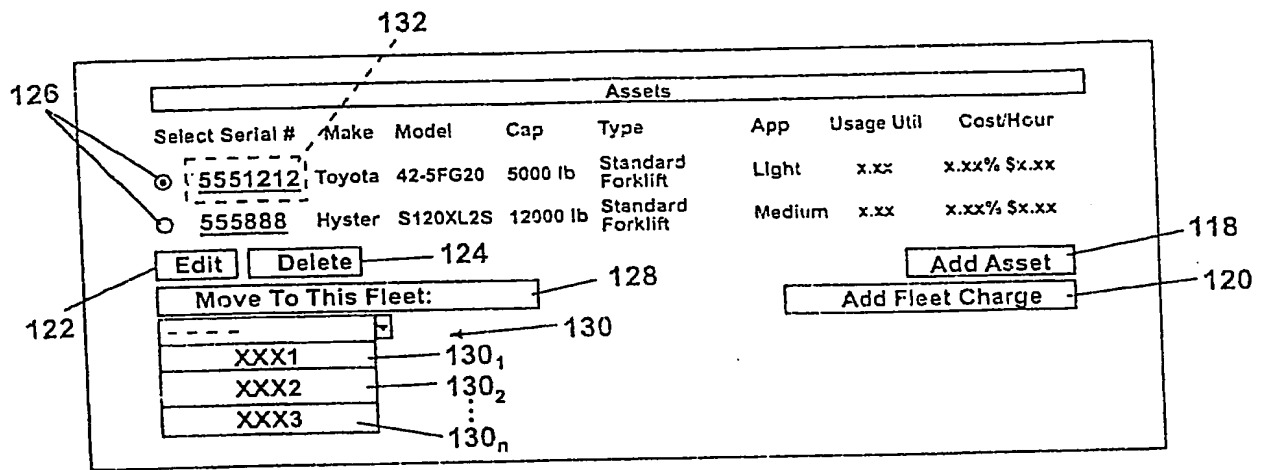 132
126
Assets
Select Serial # Make Model Cap Type App Usage Util Cost/Hour
5551212 Toyota 42-5FG20 5000 lb Standard Forklift Light x.xx x.xx% $x.xx
555888 Hyster S120XL2S 12000 lb Standard Forklift Medium x.xx x.xx% $x.xx
Edit Delete 124 Add Asset 118
Move To This Fleet: 128 Add Fleet Charge 120
122
- - - - - 130
XXX1 130₁
XXX2 130₂
XXX3 130ₙ